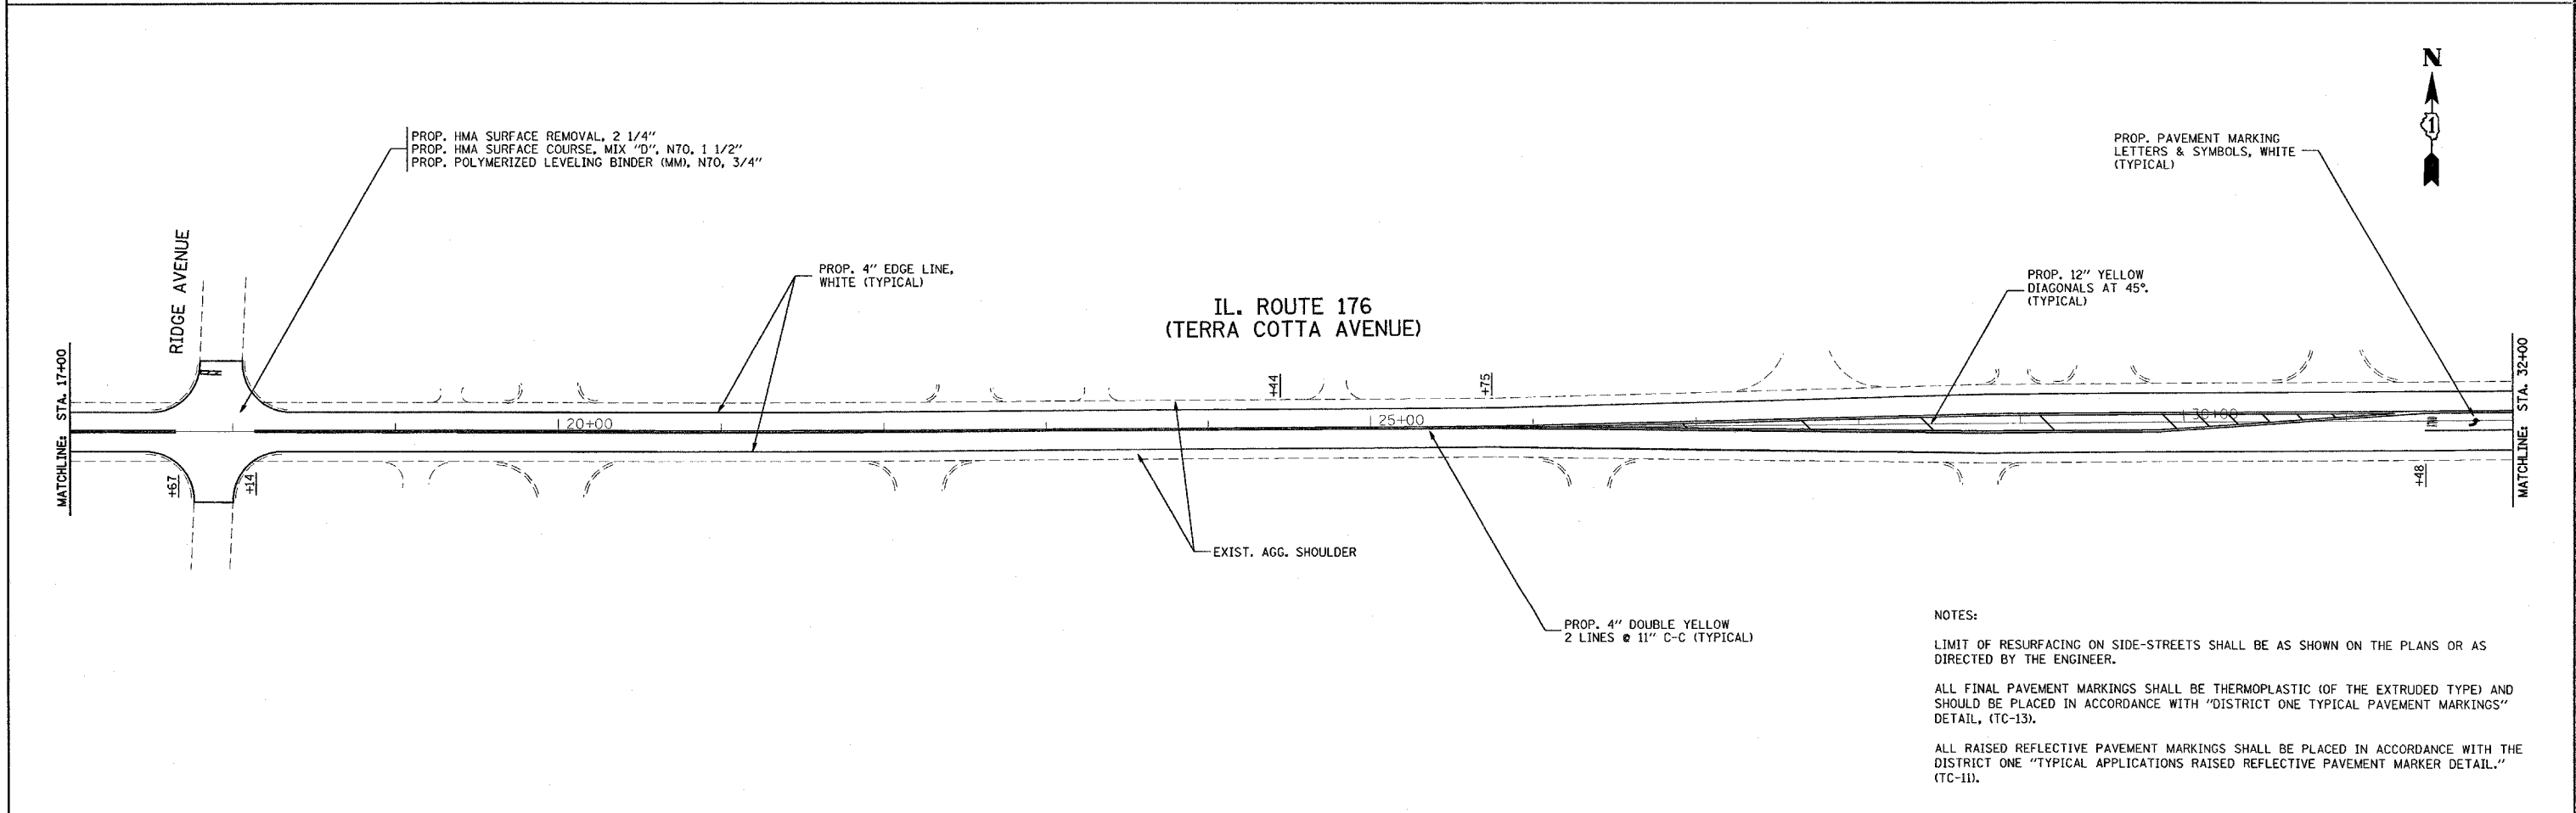 N
1
PROP. HMA SURFACE REMOVAL, 2 1/4"
PROP. HMA SURFACE COURSE, MIX "D", N70, 1 1/2"
PROP. POLYMERIZED LEVELING BINDER (MM), N70, 3/4"
PROP. PAVEMENT MARKING
LETTERS & SYMBOLS, WHITE
(TYPICAL)
RIDGE AVENUE
PROP. 4" EDGE LINE,
WHITE (TYPICAL)
IL. ROUTE 176
(TERRA COTTA AVENUE)
PROP. 12" YELLOW
DIAGONALS AT 45°.
(TYPICAL)
MATCHLINE: STA. 17+00
+67
+14
20+00
+44
25+00
+75
30+00
+48
MATCHLINE: STA. 32+00
EXIST. AGG. SHOULDER
PROP. 4" DOUBLE YELLOW
2 LINES @ 11" C-C (TYPICAL)
NOTES:
LIMIT OF RESURFACING ON SIDE-STREETS SHALL BE AS SHOWN ON THE PLANS OR AS
DIRECTED BY THE ENGINEER.
ALL FINAL PAVEMENT MARKINGS SHALL BE THERMOPLASTIC (OF THE EXTRUDED TYPE) AND
SHOULD BE PLACED IN ACCORDANCE WITH "DISTRICT ONE TYPICAL PAVEMENT MARKINGS"
DETAIL, (TC-13).
ALL RAISED REFLECTIVE PAVEMENT MARKINGS SHALL BE PLACED IN ACCORDANCE WITH THE
DISTRICT ONE "TYPICAL APPLICATIONS RAISED REFLECTIVE PAVEMENT MARKER DETAIL."
(TC-11).